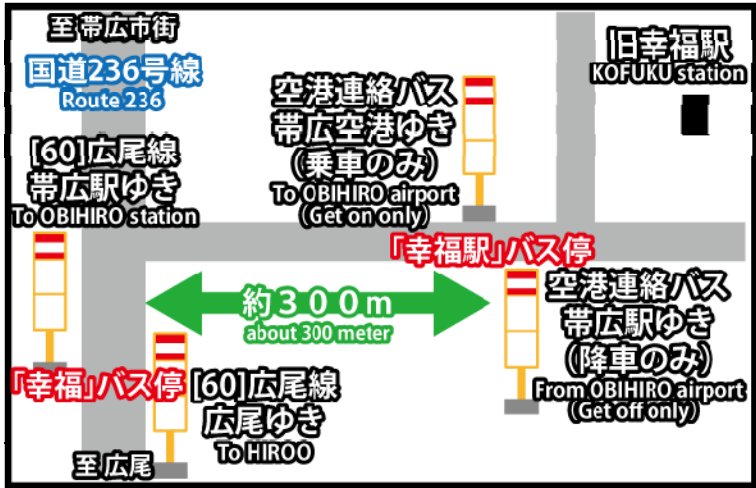 至 帯広市街
国道236号線
Route 236
旧幸福駅
KOFUKU station
空港連絡バス
帯広空港ゆき
(乗車のみ)
To OBIHIRO airport
(Get on only)
[60]広尾線
帯広駅ゆき
To OBIHIRO station
「幸福駅」バス停
約300m
about 300 meter
空港連絡バス
帯広駅ゆき
(降車のみ)
From OBIHIRO airport
(Get off only)
「幸福」バス停
[60]広尾線
広尾ゆき
To HIROO
至 広尾